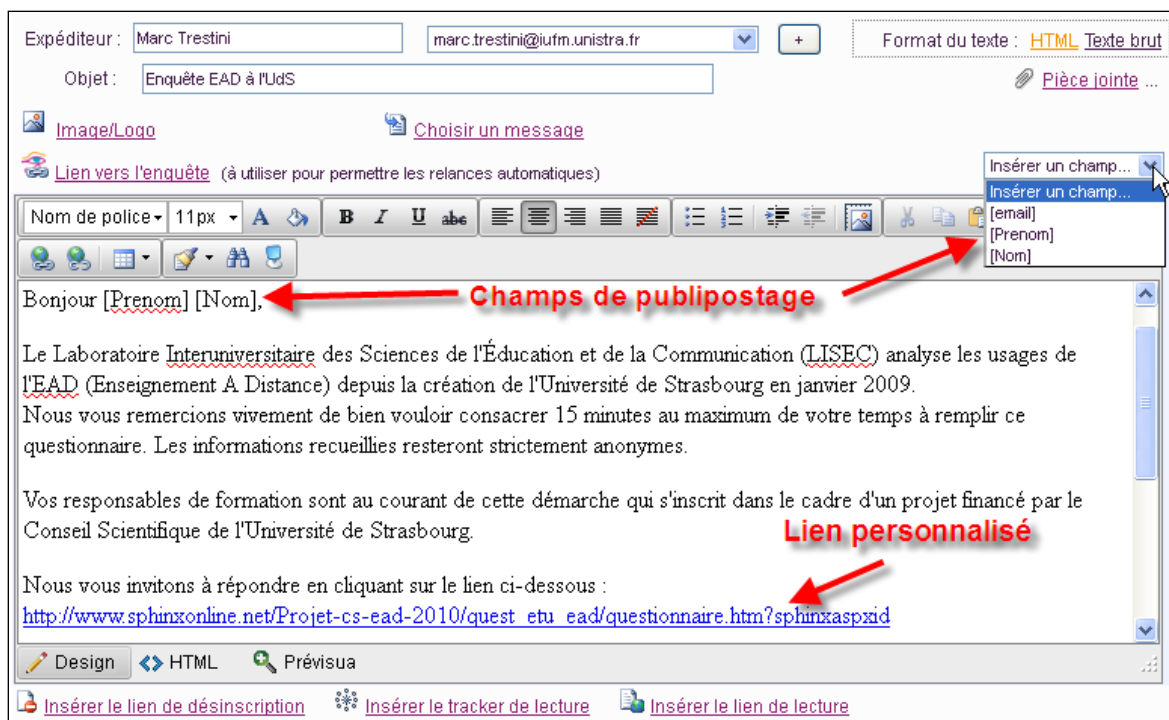 Expéditeur : Marc Trestini marc.trestini@iufm.unistra.fr + Format du texte : HTML Texte brut
Objet : Enquête EAD à l'UdS Pièce jointe ...
Image/Logo Choisir un message
Lien vers l'enquête (à utiliser pour permettre les relances automatiques) Insérer un champ...
Insérer un champ...
[email]
[Prenom]
[Nom]
Nom de police 11px A B I U abc
Bonjour [Prenom] [Nom], Champs de publipostage
Le Laboratoire Interuniversitaire des Sciences de l'Éducation et de la Communication (LISEC) analyse les usages de
l'EAD (Enseignement A Distance) depuis la création de l'Université de Strasbourg en janvier 2009.
Nous vous remercions vivement de bien vouloir consacrer 15 minutes au maximum de votre temps à remplir ce
questionnaire. Les informations recueillies resteront strictement anonymes.
Vos responsables de formation sont au courant de cette démarche qui s'inscrit dans le cadre d'un projet financé par le
Conseil Scientifique de l'Université de Strasbourg.
Lien personnalisé
Nous vous invitons à répondre en cliquant sur le lien ci-dessous :
http://www.sphinxonline.net/Projet-cs-ead-2010/quest_etu_ead/questionnaire.htm?sphinxaspxid
Design HTML Prévisua
Insérer le lien de désinscription Insérer le tracker de lecture Insérer le lien de lecture